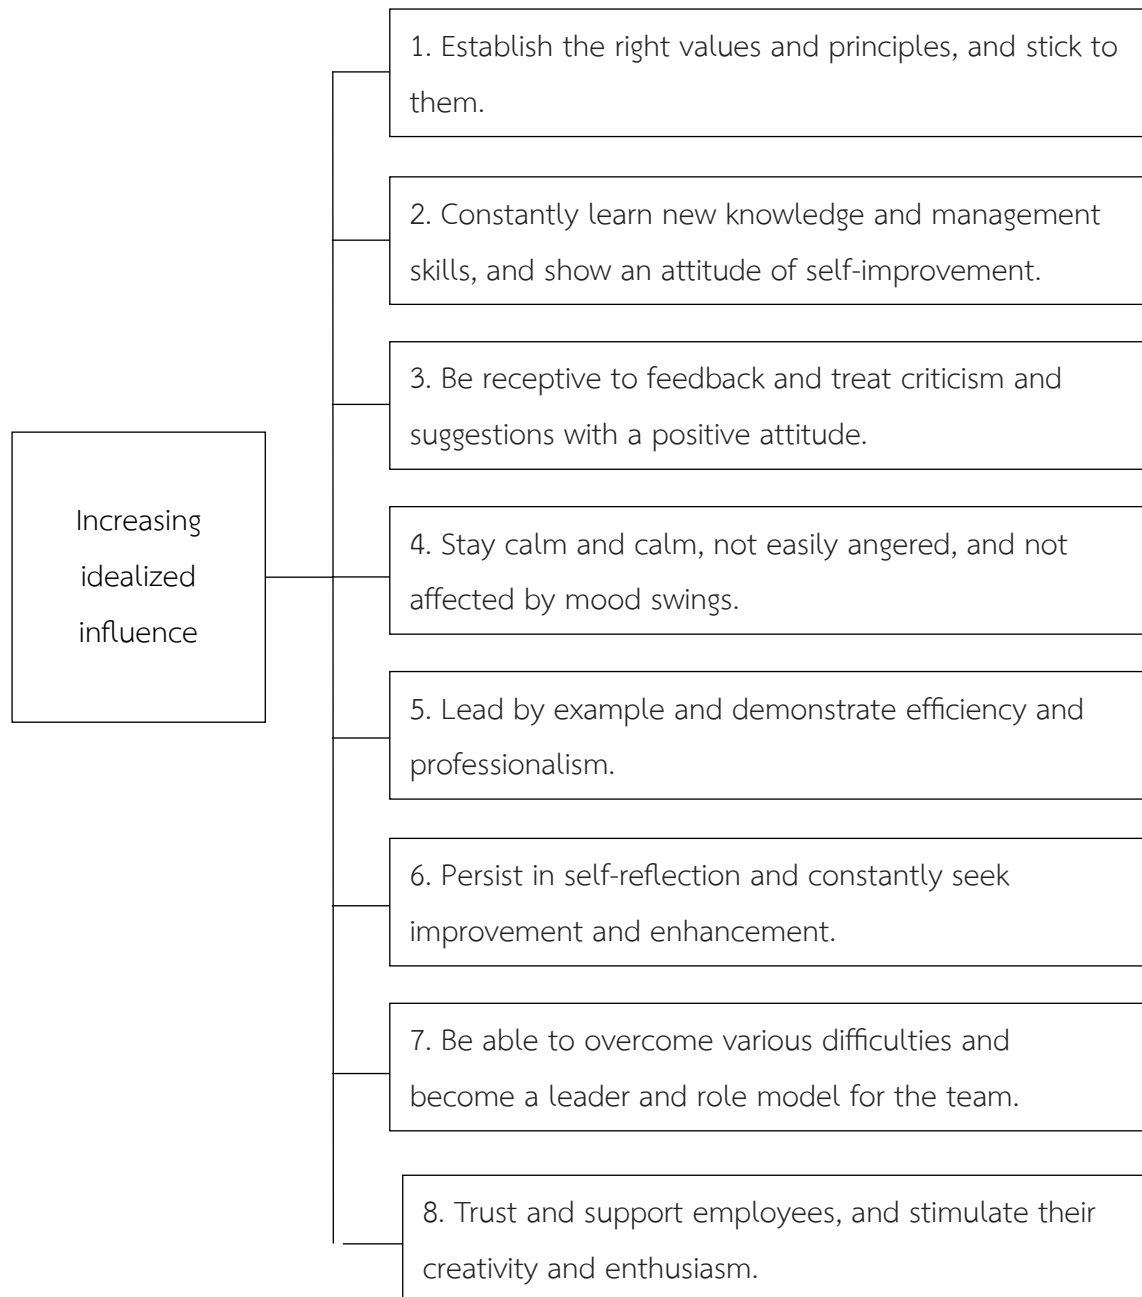 1. Establish the right values and principles, and stick to
them.
2. Constantly learn new knowledge and management
skills, and show an attitude of self-improvement.
3. Be receptive to feedback and treat criticism and
suggestions with a positive attitude.
Increasing
idealized
influence
4. Stay calm and calm, not easily angered, and not
affected by mood swings.
5. Lead by example and demonstrate efficiency and
professionalism.
6. Persist in self-reflection and constantly seek
improvement and enhancement.
7. Be able to overcome various difficulties and
become a leader and role model for the team.
8. Trust and support employees, and stimulate their
creativity and enthusiasm.